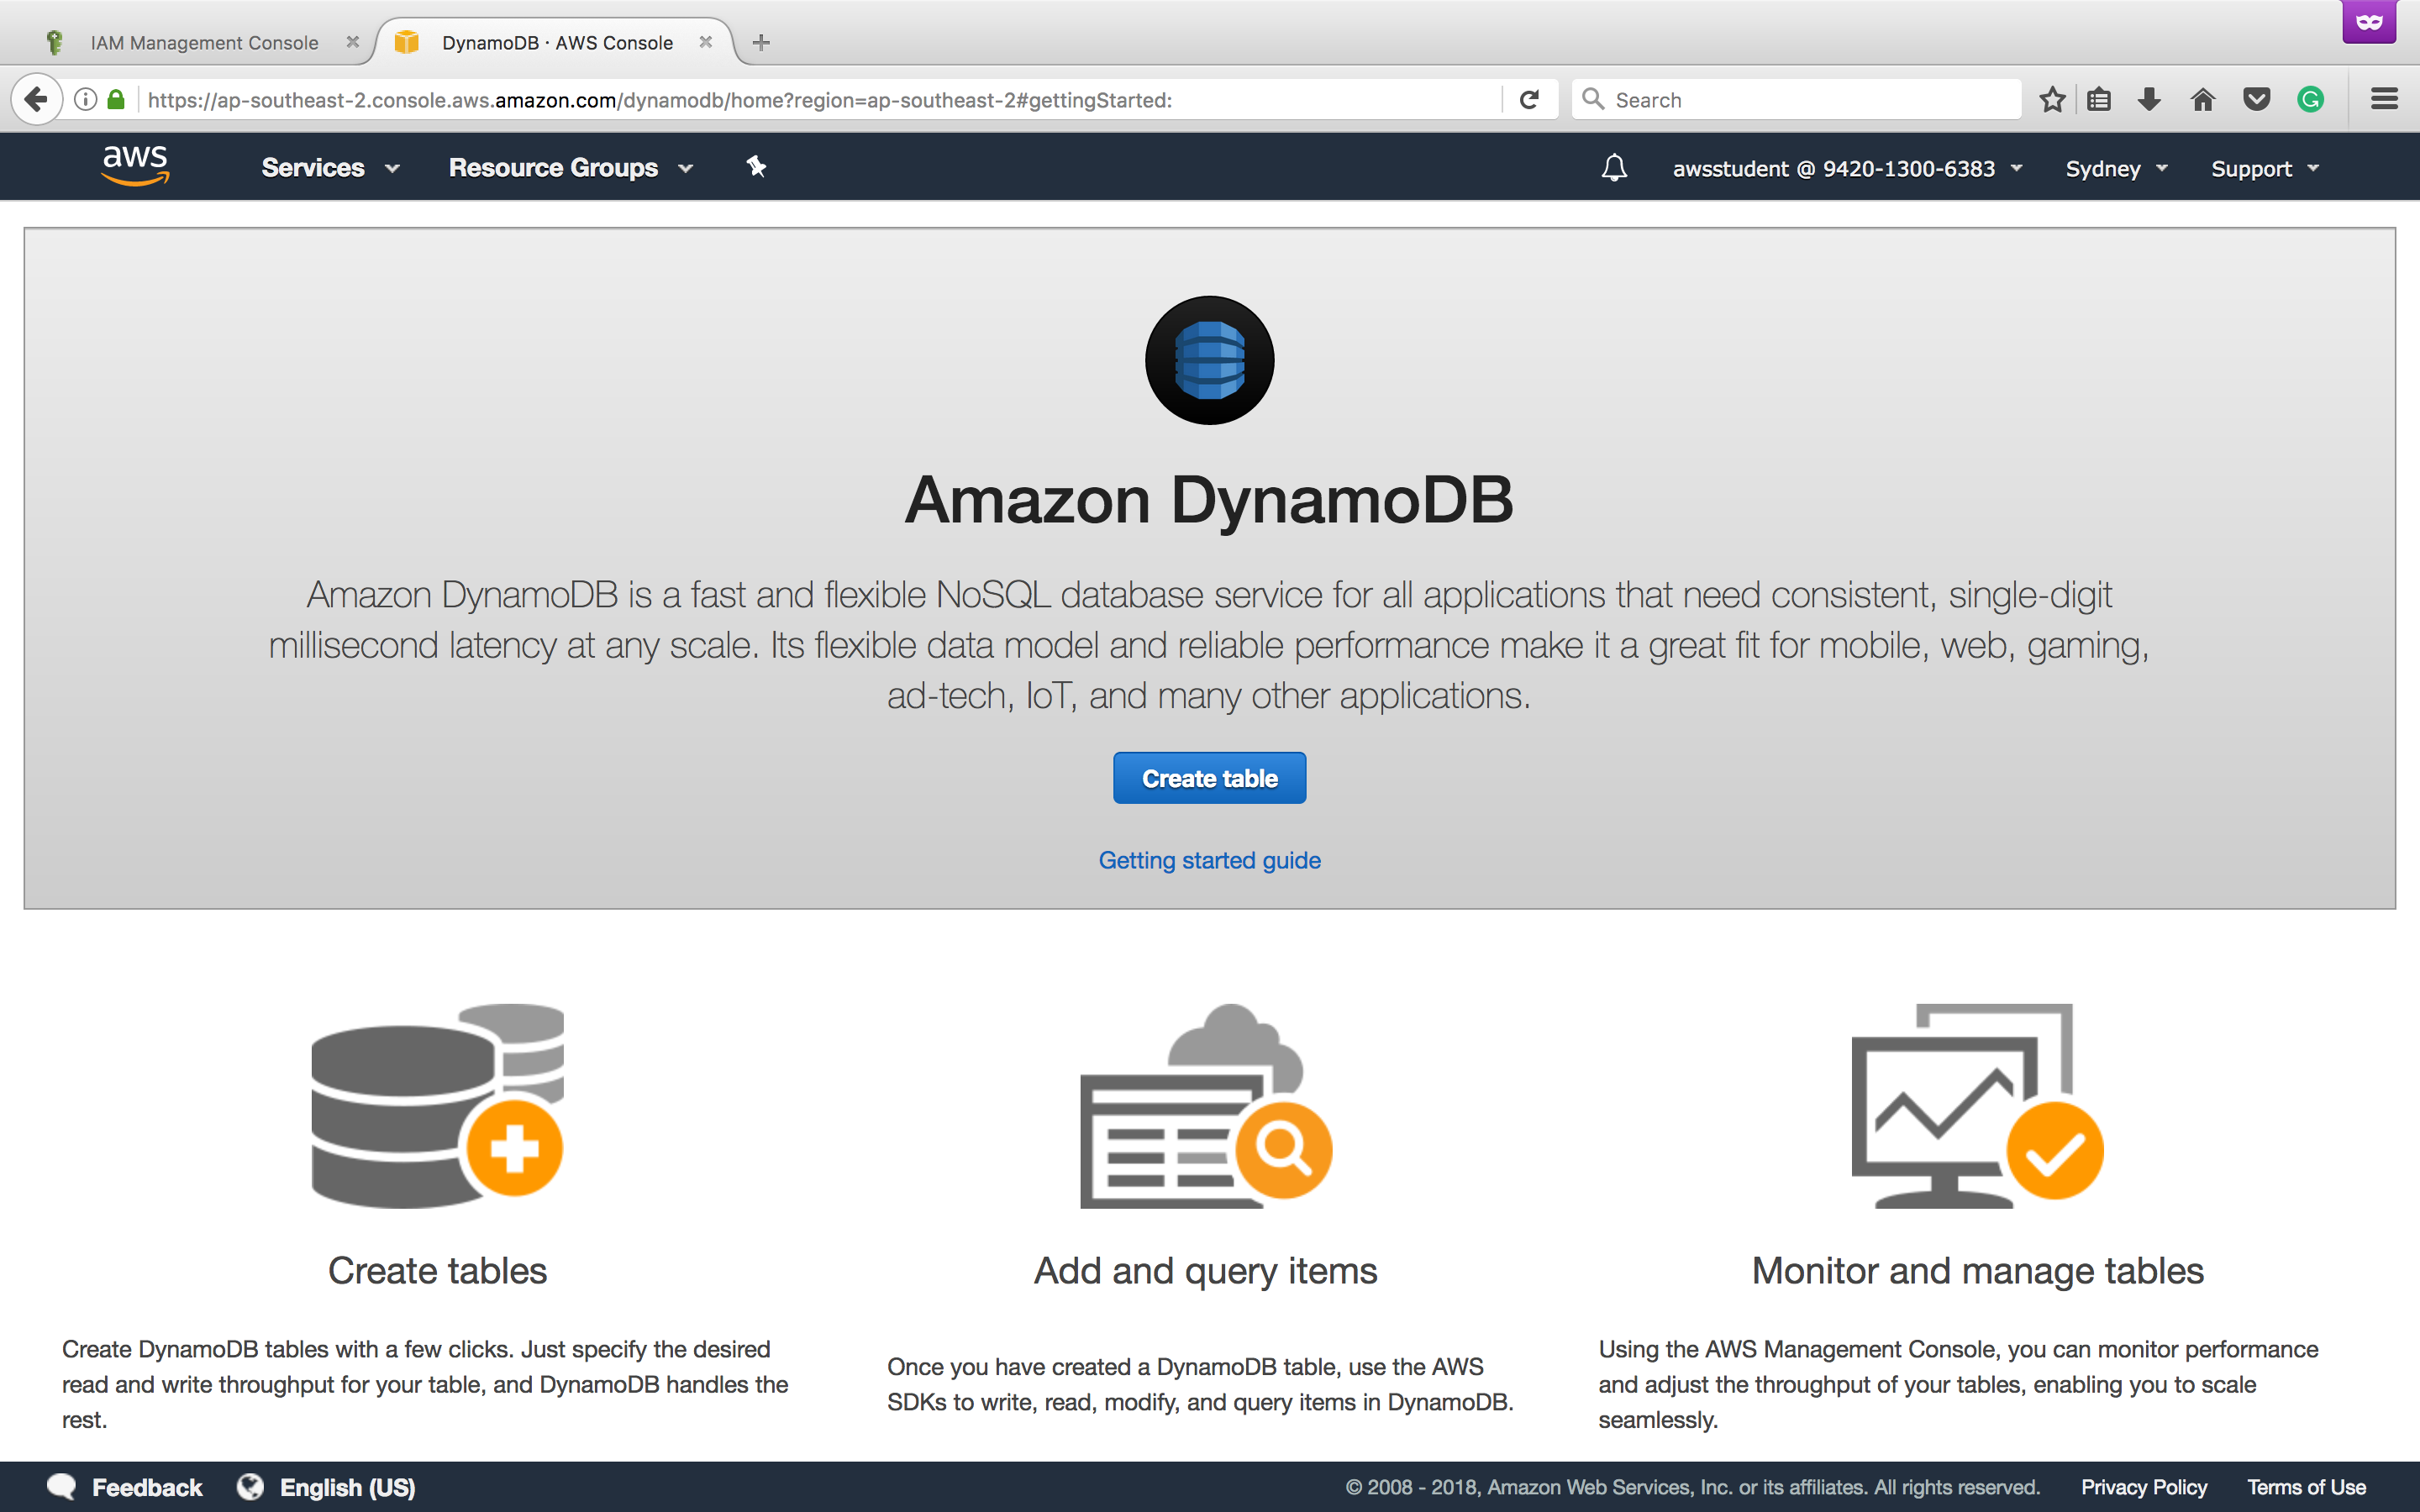 IAM Management Console
DynamoDB · AWS Console
https://ap-southeast-2.console.aws.amazon.com/dynamodb/home?region=ap-southeast-2#gettingStarted:
Search
aws
Services
Resource Groups
awsstudent @ 9420-1300-6383
Sydney
Support
Amazon DynamoDB
Amazon DynamoDB is a fast and flexible NoSQL database service for all applications that need consistent, single-digit
millisecond latency at any scale. Its flexible data model and reliable performance make it a great fit for mobile, web, gaming,
ad-tech, IoT, and many other applications.
Create table
Getting started guide
Create tables
Create DynamoDB tables with a few clicks. Just specify the desired
read and write throughput for your table, and DynamoDB handles the
rest.
Add and query items
Once you have created a DynamoDB table, use the AWS
SDKs to write, read, modify, and query items in DynamoDB.
Monitor and manage tables
Using the AWS Management Console, you can monitor performance
and adjust the throughput of your tables, enabling you to scale
seamlessly.
Feedback
English (US)
© 2008 - 2018, Amazon Web Services, Inc. or its affiliates. All rights reserved.
Privacy Policy
Terms of Use